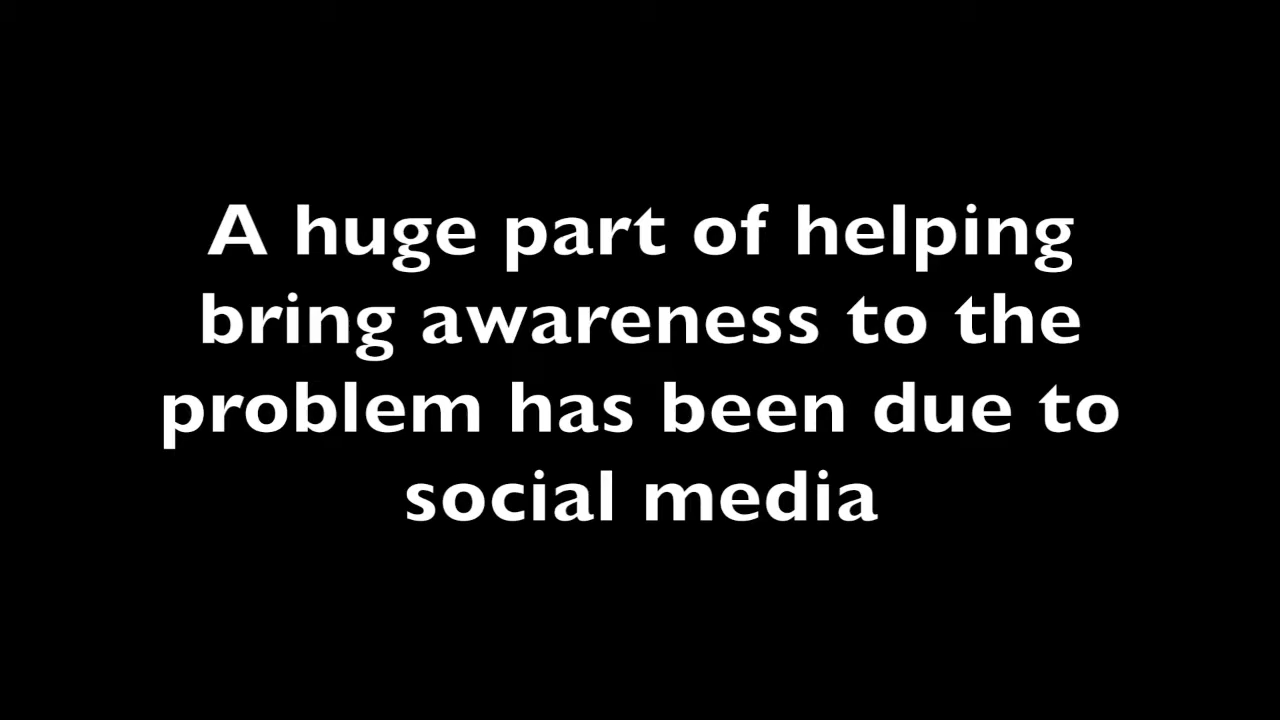 A huge part of helping
bring awareness to the
problem has been due to
social media